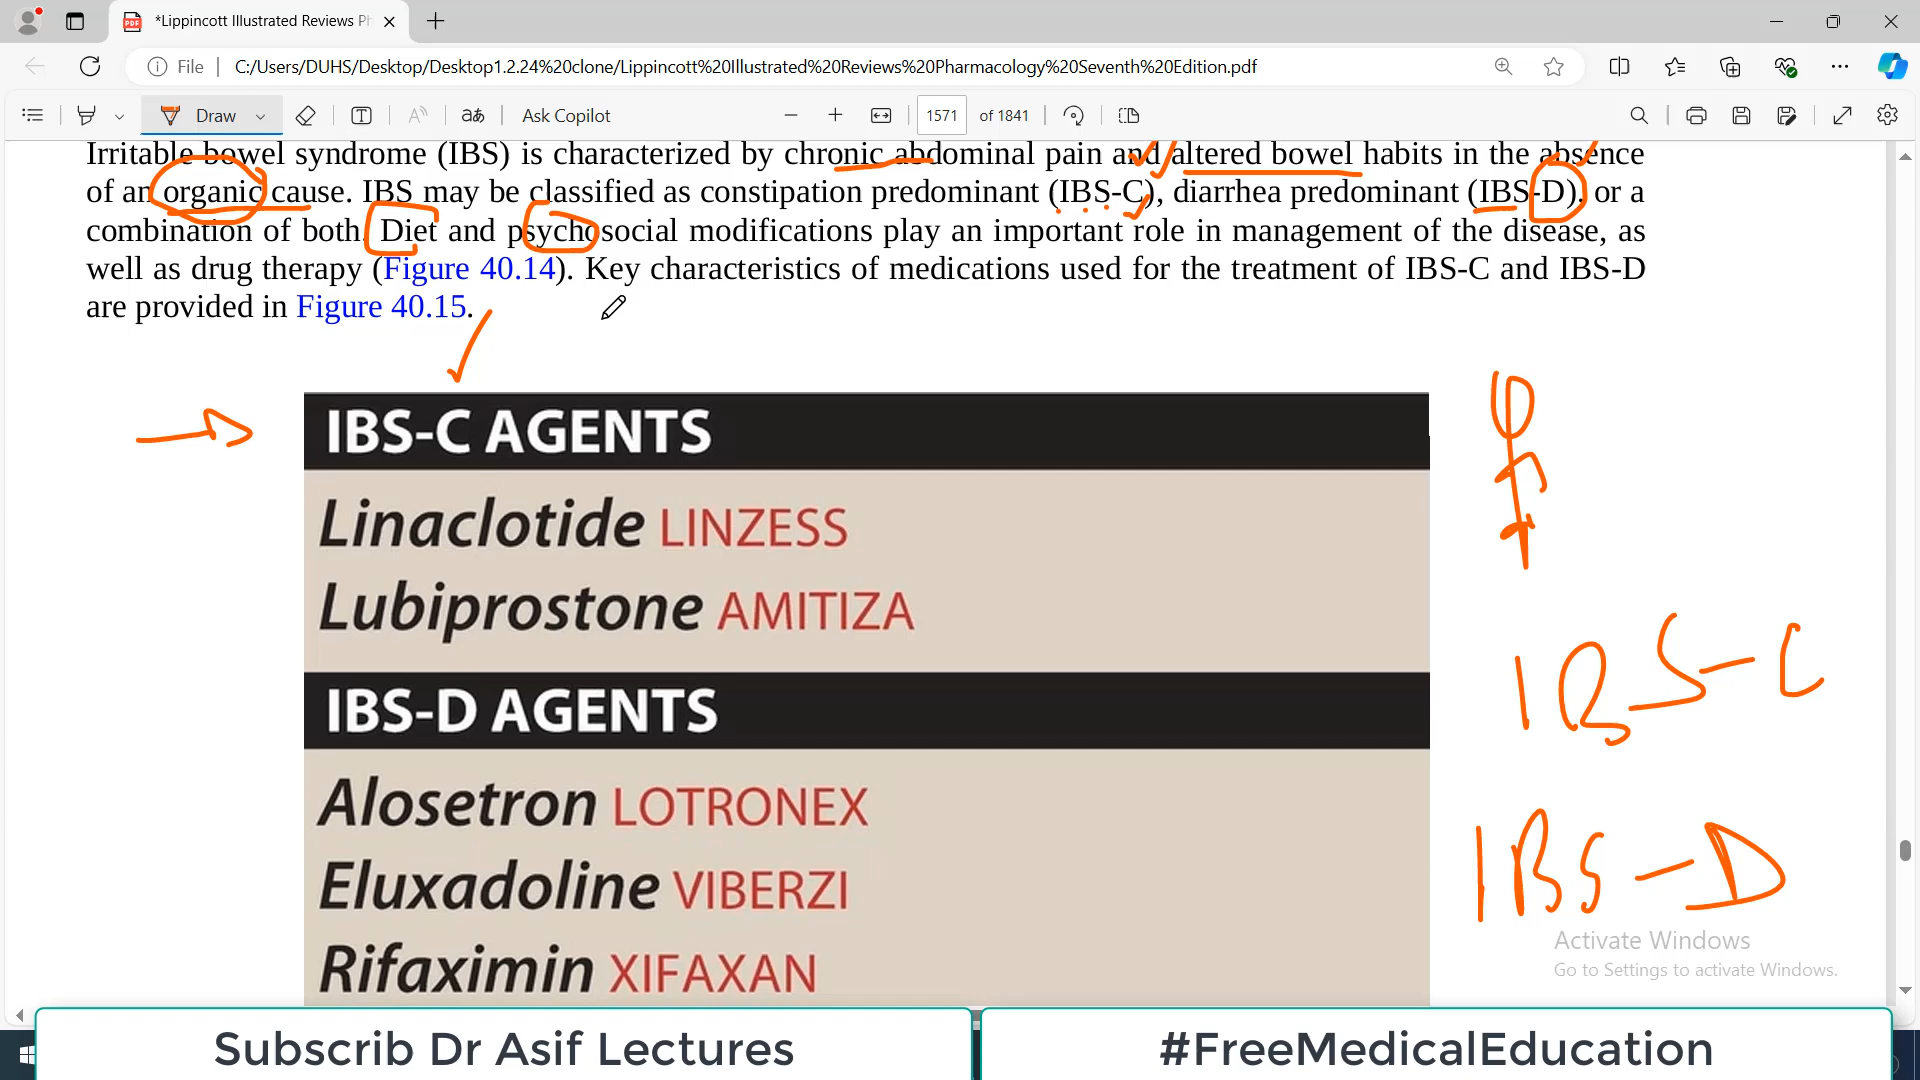 *Lippincott Illustrated Reviews Ph
File
C:/Users/DUHS/Desktop/Desktop1.2.24%20clone/Lippincott%20Illustrated%20Reviews%20Pharmacology%20Seventh%20Edition.pdf
Draw
Ask Copilot
1571 of 1841
Irritable bowel syndrome (IBS) is characterized by chronic abdominal pain and altered bowel habits in the absence
of an organic cause. IBS may be classified as constipation predominant (IBS-C), diarrhea predominant (IBS-D), or a
combination of both. Diet and psychosocial modifications play an important role in management of the disease, as
well as drug therapy (Figure 40.14). Key characteristics of medications used for the treatment of IBS-C and IBS-D
are provided in Figure 40.15.
IBS-C AGENTS
Linaclotide LINZESS
Lubiprostone AMITIZA
IBS-D AGENTS
Alosetron LOTRONEX
Eluxadoline VIBERZI
Rifaximin XIFAXAN
IBS-C
IBS-D
Activate Windows
Go to Settings to activate Windows.
Subscrib Dr Asif Lectures
#FreeMedicalEducation